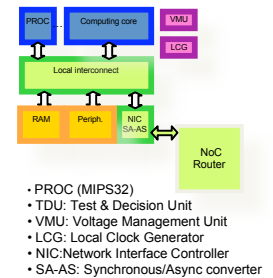 PROC ... Computing core VMU
LCG
Local interconnect
RAM Periph. NIC
SA-AS
NoC
Router
• PROC (MIPS32)
• TDU: Test & Decision Unit
• VMU: Voltage Management Unit
• LCG: Local Clock Generator
• NIC:Network Interface Controller
• SA-AS: Synchronous/Async converter